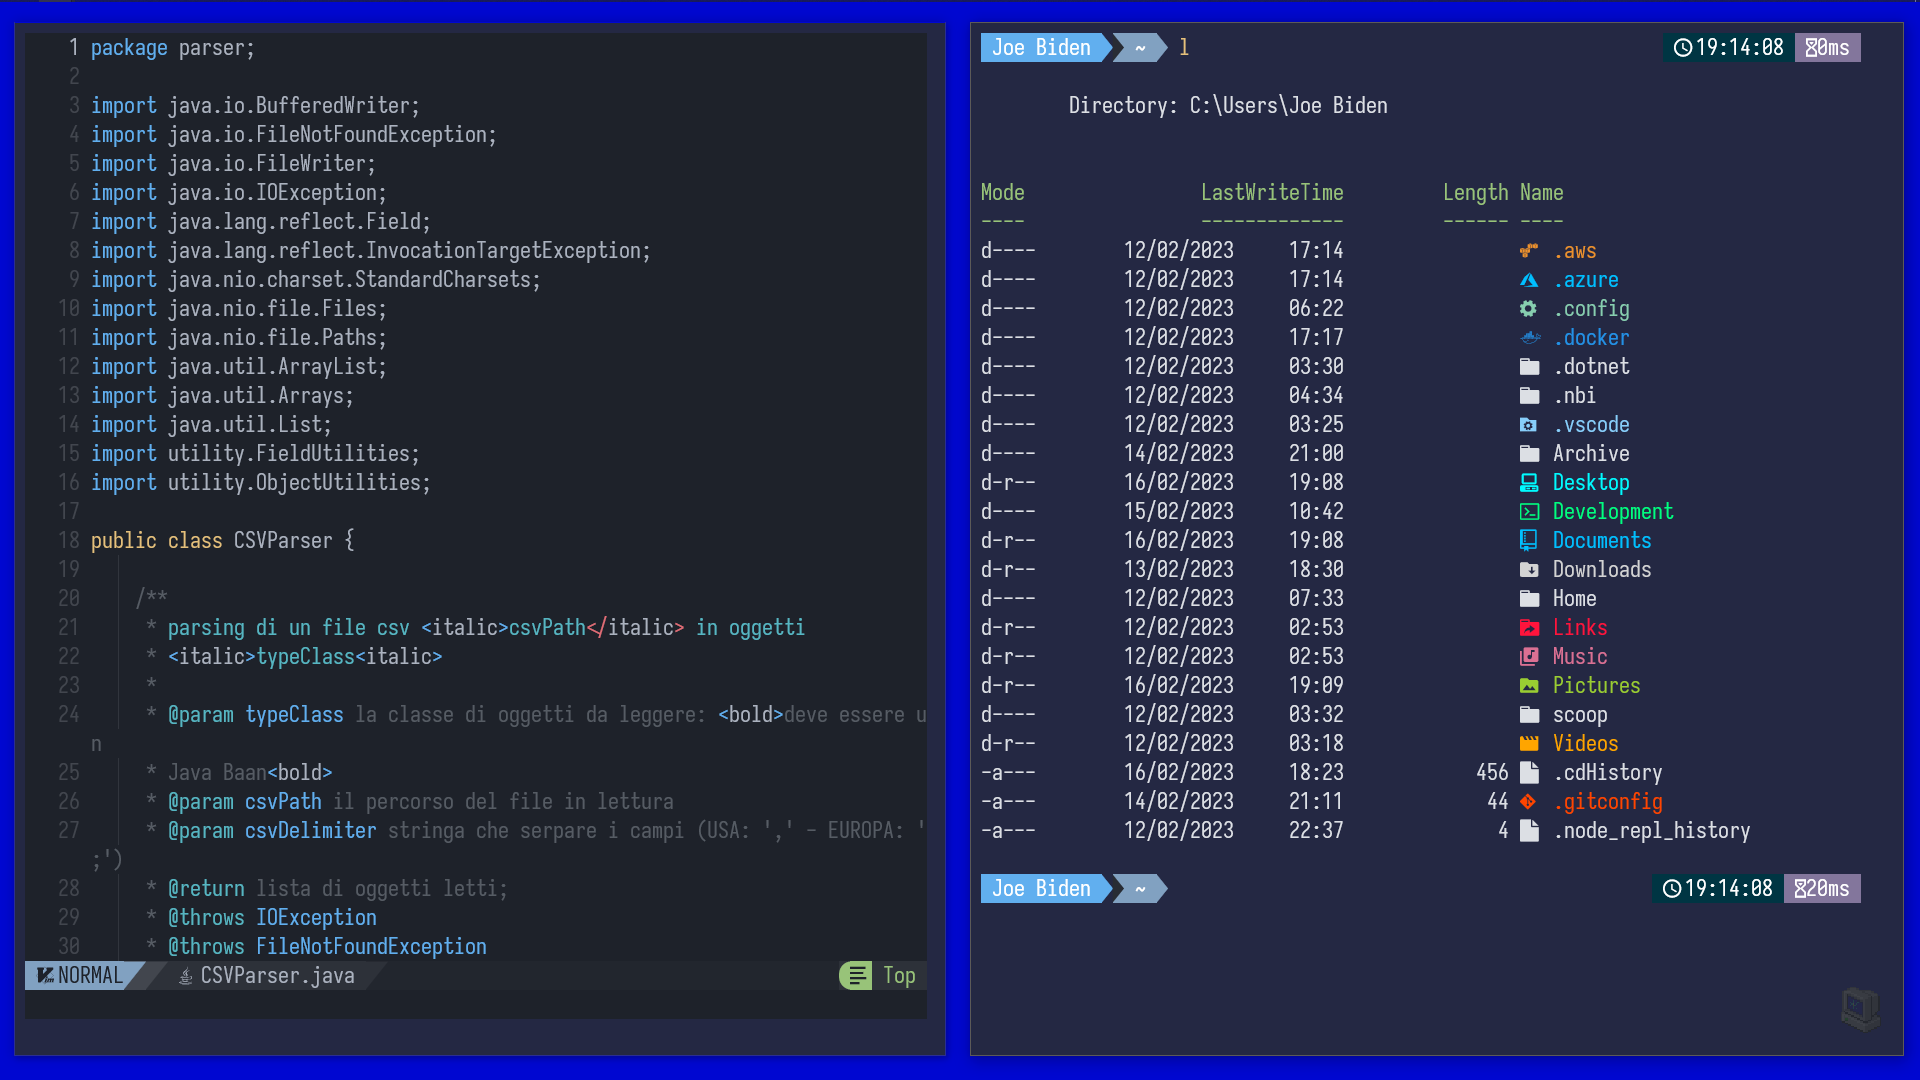 1 package parser;
2
3 import java.io.BufferedWriter;
4 import java.io.FileNotFoundException;
5 import java.io.FileWriter;
6 import java.io.IOException;
7 import java.lang.reflect.Field;
8 import java.lang.reflect.InvocationTargetException;
9 import java.nio.charset.StandardCharsets;
10 import java.nio.file.Files;
11 import java.nio.file.Paths;
12 import java.util.ArrayList;
13 import java.util.Arrays;
14 import java.util.List;
15 import utility.FieldUtilities;
16 import utility.ObjectUtilities;
17
18 public class CSVParser {
19
20 /**
21 * parsing di un file csv <italic>csvPath</italic> in oggetti
22 * <italic>typeClass<italic>
23 *
24 * @param typeClass la classe di oggetti da leggere: <bold>deve essere u
n
25 * Java Baan<bold>
26 * @param csvPath il percorso del file in lettura
27 * @param csvDelimiter stringa che serpare i campi (USA: ',' - EUROPA: '
;')
28 * @return lista di oggetti letti;
29 * @throws IOException
30 * @throws FileNotFoundException
NORMAL CSVParser.java Top
Joe Biden ~ l 19:14:08 0ms
Directory: C:\Users\Joe Biden
Mode LastWriteTime Length Name
---- ------------- ------ ----
d---- 12/02/2023 17:14 .aws
d---- 12/02/2023 17:14 .azure
d---- 12/02/2023 06:22 .config
d---- 12/02/2023 17:17 .docker
d---- 12/02/2023 03:30 .dotnet
d---- 12/02/2023 04:34 .nbi
d---- 12/02/2023 03:25 .vscode
d---- 14/02/2023 21:00 Archive
d-r-- 16/02/2023 19:08 Desktop
d---- 15/02/2023 10:42 Development
d-r-- 16/02/2023 19:08 Documents
d-r-- 13/02/2023 18:30 Downloads
d---- 12/02/2023 07:33 Home
d-r-- 12/02/2023 02:53 Links
d-r-- 12/02/2023 02:53 Music
d-r-- 16/02/2023 19:09 Pictures
d---- 12/02/2023 03:32 scoop
d-r-- 12/02/2023 03:18 Videos
-a--- 16/02/2023 18:23 456 .cdHistory
-a--- 14/02/2023 21:11 44 .gitconfig
-a--- 12/02/2023 22:37 4 .node_repl_history
Joe Biden ~ 19:14:08 20ms